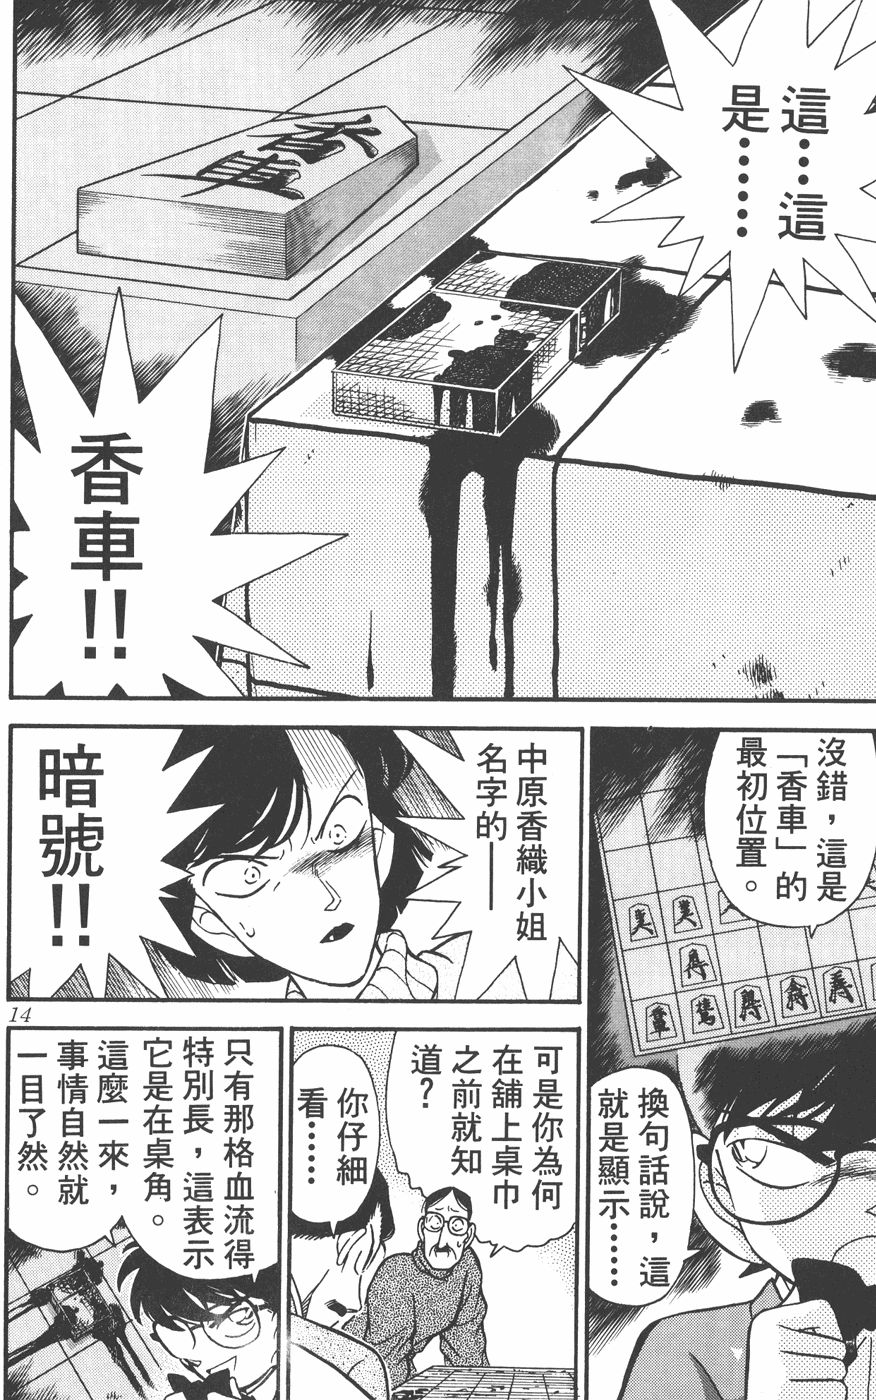 這⋯這
是⋯⋯
香車!!
沒錯，這是
「香車」的
最初位置。
換句話說，這
就是顯示⋯⋯
中原香織小姐
名字的——
暗號!!
可是你為何
在舖上桌巾
之前就知
道?
你仔細
看⋯⋯
只有那格血流得
特別長，這表示
它是在桌角。
這麼一來，
事情自然就
一目了然。
14
香車